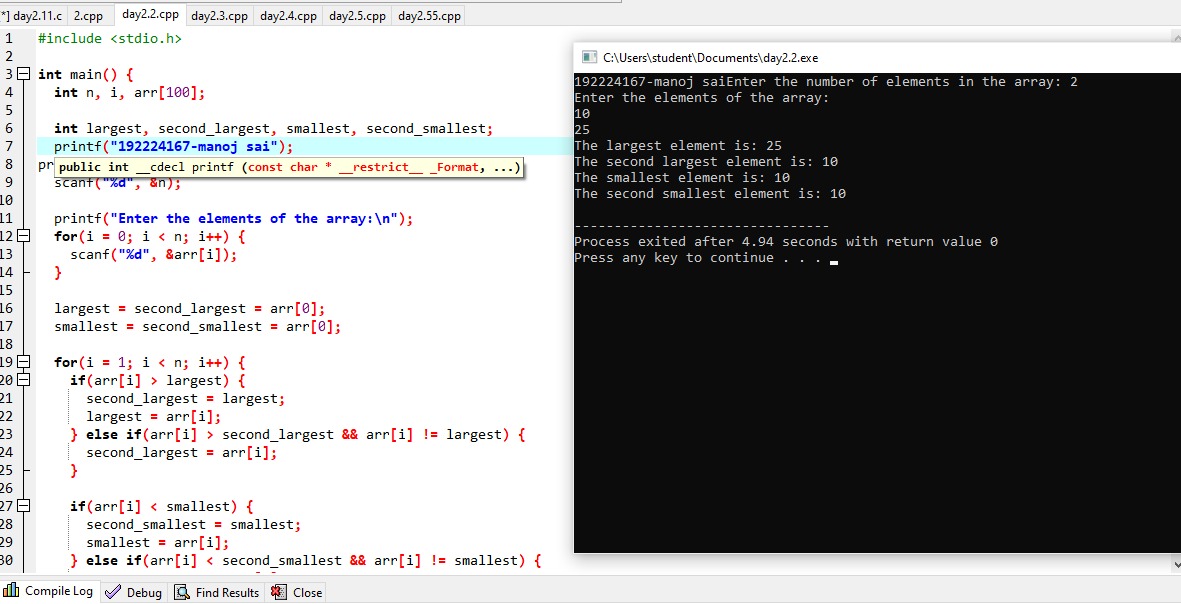 *] day2.11.c 2.cpp day2.2.cpp day2.3.cpp day2.4.cpp day2.5.cpp day2.55.cpp
1 #include <stdio.h>
2
3 int main() {
4 int n, i, arr[100];
5
6 int largest, second_largest, smallest, second_smallest;
7 printf("192224167-manoj sai");
8 pr
public int __cdecl printf (const char * __restrict__ _Format, ...)
9 scanf("%d", &n);
10
11 printf("Enter the elements of the array:\n");
12 for(i = 0; i < n; i++) {
13 scanf("%d", &arr[i]);
14 }
15
16 largest = second_largest = arr[0];
17 smallest = second_smallest = arr[0];
18
19 for(i = 1; i < n; i++) {
20 if(arr[i] > largest) {
21 second_largest = largest;
22 largest = arr[i];
23 } else if(arr[i] > second_largest && arr[i] != largest) {
24 second_largest = arr[i];
25 }
26
27 if(arr[i] < smallest) {
28 second_smallest = smallest;
29 smallest = arr[i];
30 } else if(arr[i] < second_smallest && arr[i] != smallest) {
C:\Users\student\Documents\day2.2.exe
192224167-manoj saiEnter the number of elements in the array: 2
Enter the elements of the array:
10
25
The largest element is: 25
The second largest element is: 10
The smallest element is: 10
The second smallest element is: 10
--------------------------------
Process exited after 4.94 seconds with return value 0
Press any key to continue . . .
Compile Log Debug Find Results Close